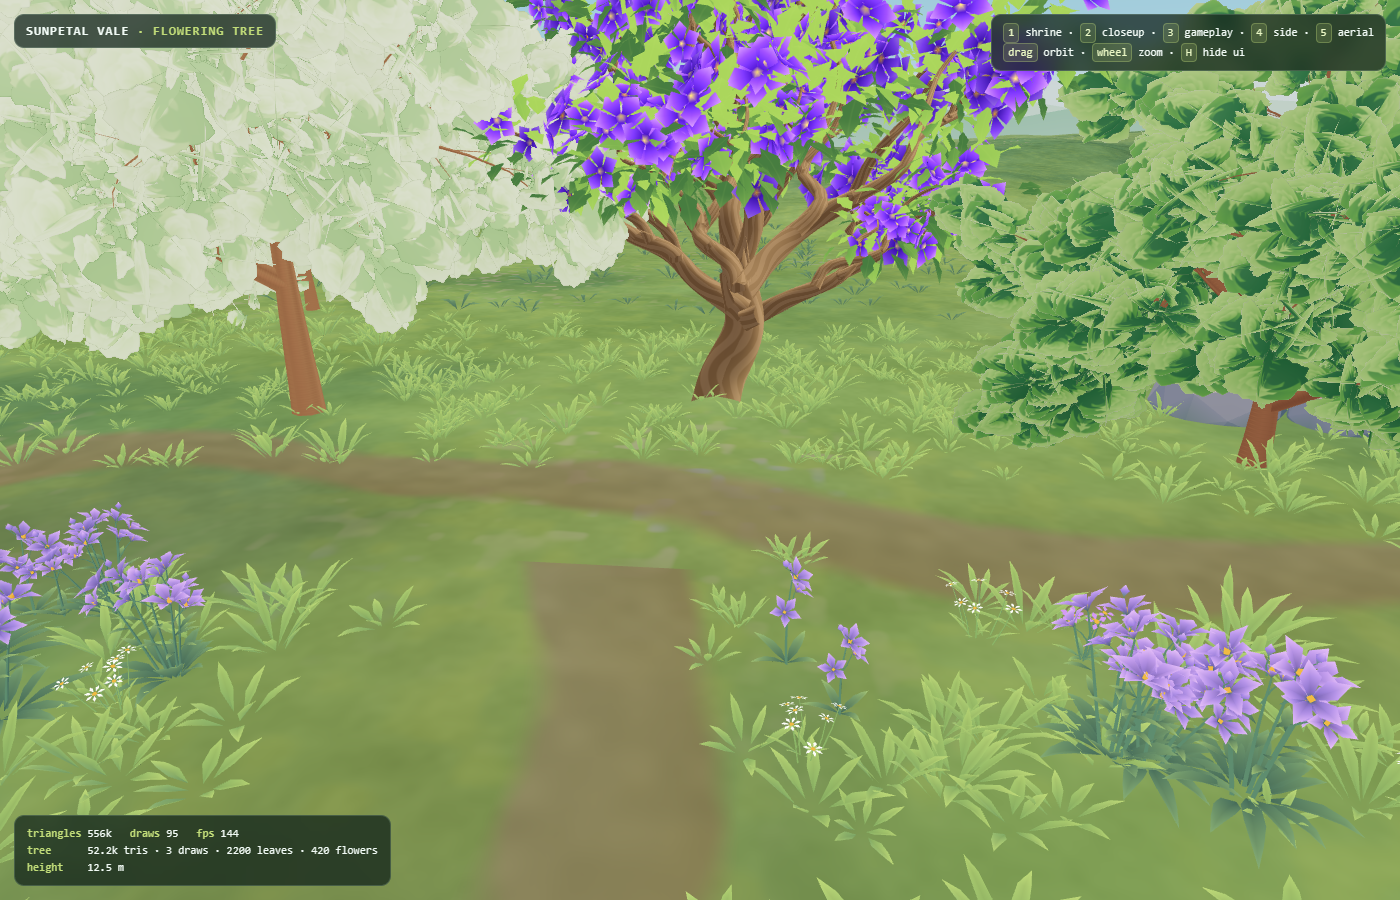 SUNPETAL VALE · FLOWERING TREE
1 shrine · 2 closeup · 3 gameplay · 4 side · 5 aerial
drag orbit · wheel zoom · H hide ui
triangles 556k draws 95 fps 144
tree 52.2k tris · 3 draws · 2200 leaves · 420 flowers
height 12.5 m